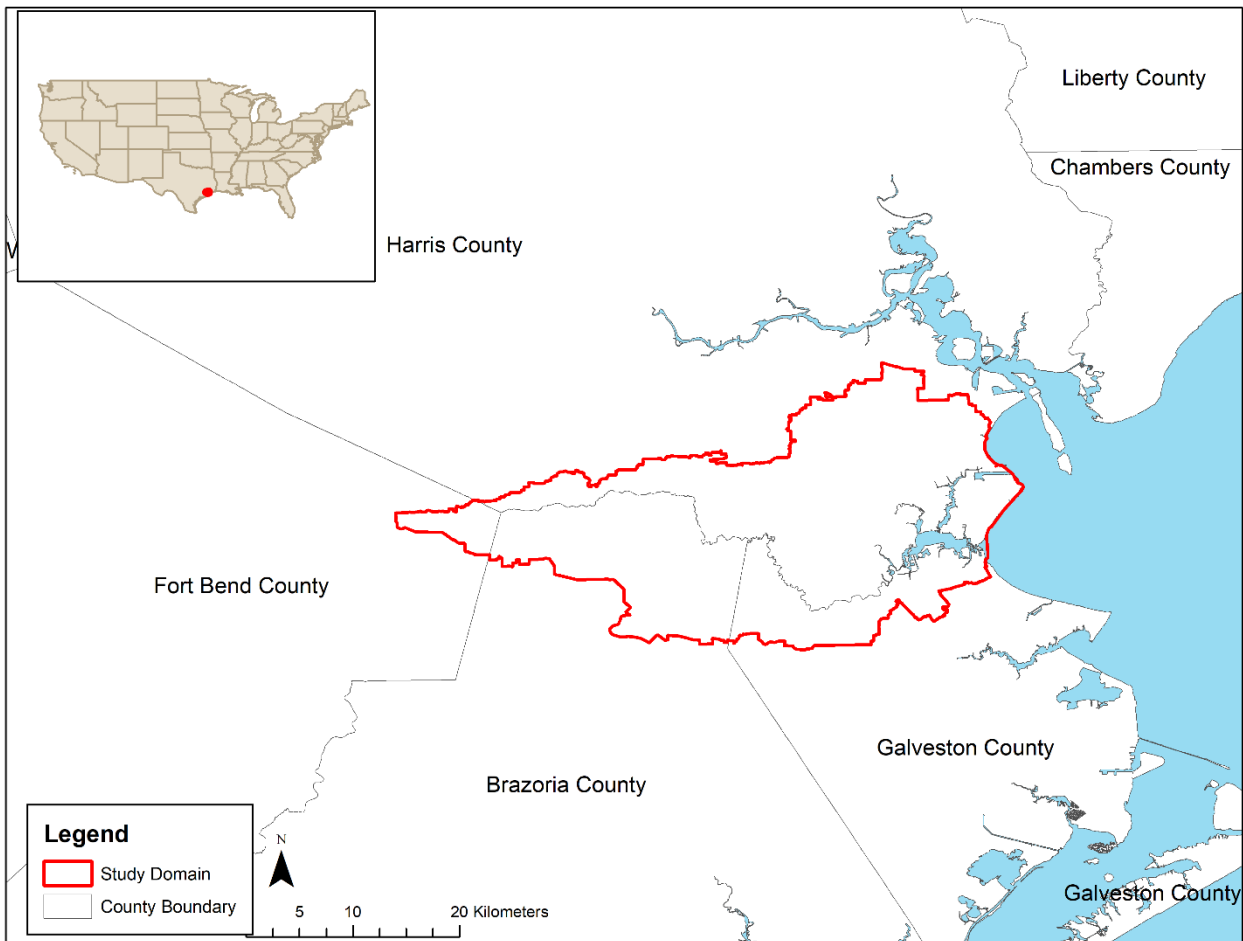 Liberty County
Chambers County
Harris County
Fort Bend County
Galveston County
Brazoria County
Legend
N
Study Domain
County Boundary
5 10 20 Kilometers
Galveston County